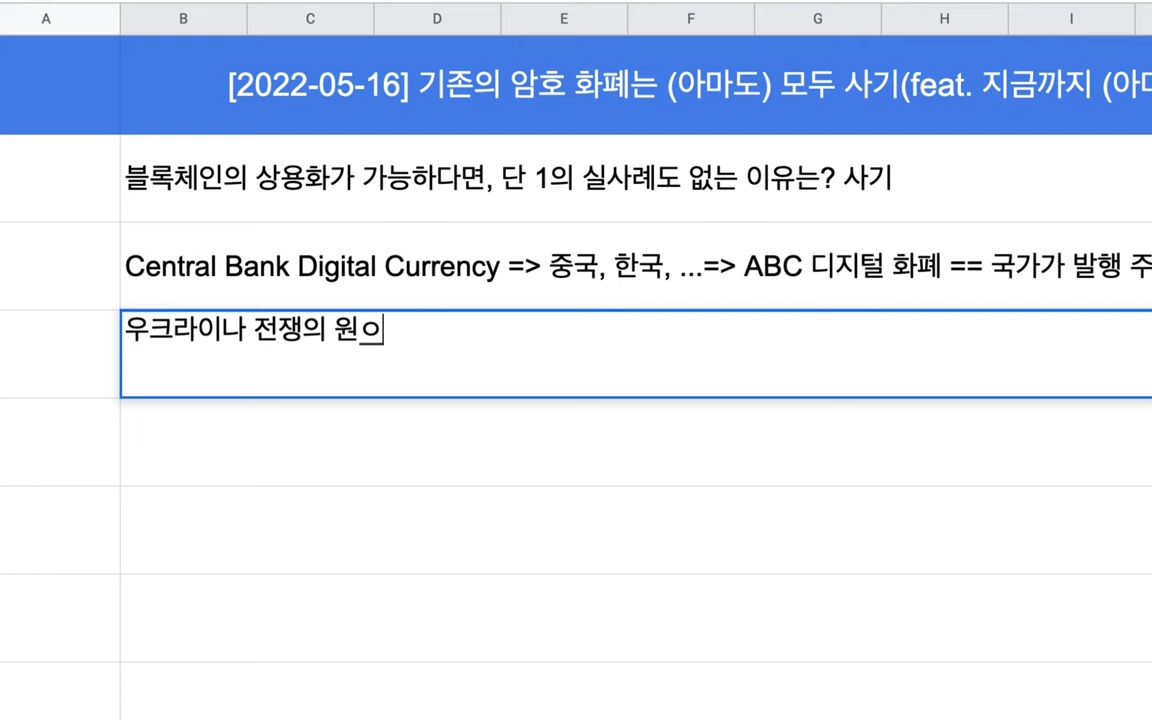 A B C D E F G H I
[2022-05-16] 기존의 암호 화폐는 (아마도) 모두 사기(feat. 지금까지 (아마
블록체인의 상용화가 가능하다면, 단 1의 실사례도 없는 이유는? 사기
Central Bank Digital Currency => 중국, 한국, ...=> ABC 디지털 화폐 == 국가가 발행 주
우크라이나 전쟁의 원ㅇ